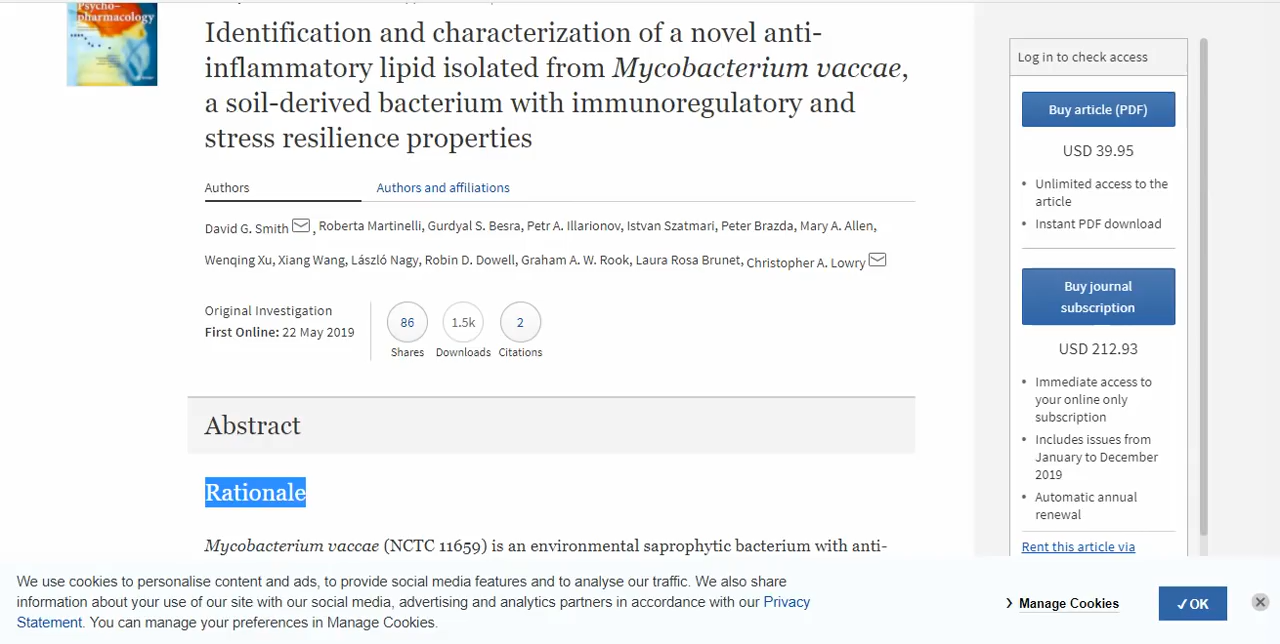 Psycho-
pharmacology
Identification and characterization of a novel anti-
inflammatory lipid isolated from Mycobacterium vaccae,
a soil-derived bacterium with immunoregulatory and
stress resilience properties
Authors
Authors and affiliations
David G. Smith , Roberta Martinelli, Gurdyal S. Besra, Petr A. Illarionov, Istvan Szatmari, Peter Brazda, Mary A. Allen,
Wenqing Xu, Xiang Wang, László Nagy, Robin D. Dowell, Graham A. W. Rook, Laura Rosa Brunet, Christopher A. Lowry
Original Investigation
First Online: 22 May 2019
86
Shares
1.5k
Downloads
2
Citations
Abstract
Rationale
Mycobacterium vaccae (NCTC 11659) is an environmental saprophytic bacterium with anti-
Log in to check access
Buy article (PDF)
USD 39.95
• Unlimited access to the
article
• Instant PDF download
Buy journal
subscription
USD 212.93
• Immediate access to
your online only
subscription
• Includes issues from
January to December
2019
• Automatic annual
renewal
Rent this article via
We use cookies to personalise content and ads, to provide social media features and to analyse our traffic. We also share
information about your use of our site with our social media, advertising and analytics partners in accordance with our Privacy
Statement. You can manage your preferences in Manage Cookies.
› Manage Cookies
✓ OK